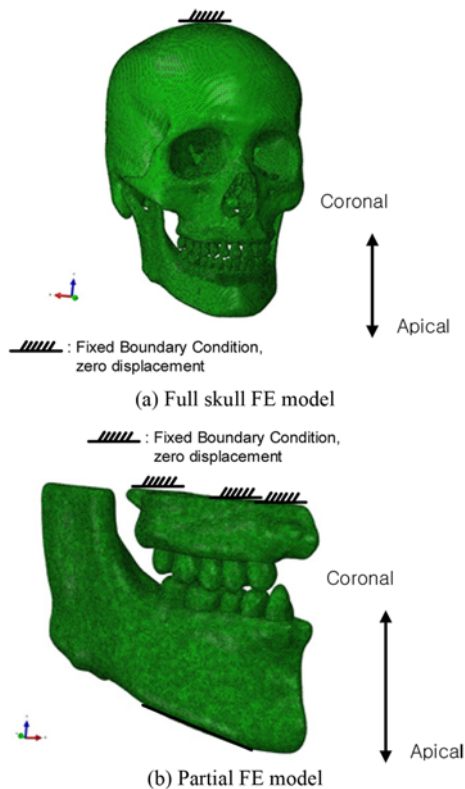 Coronal
Apical
: Fixed Boundary Condition,
zero displacement
(a) Full skull FE model
: Fixed Boundary Condition,
zero displacement
Coronal
Apical
(b) Partial FE model